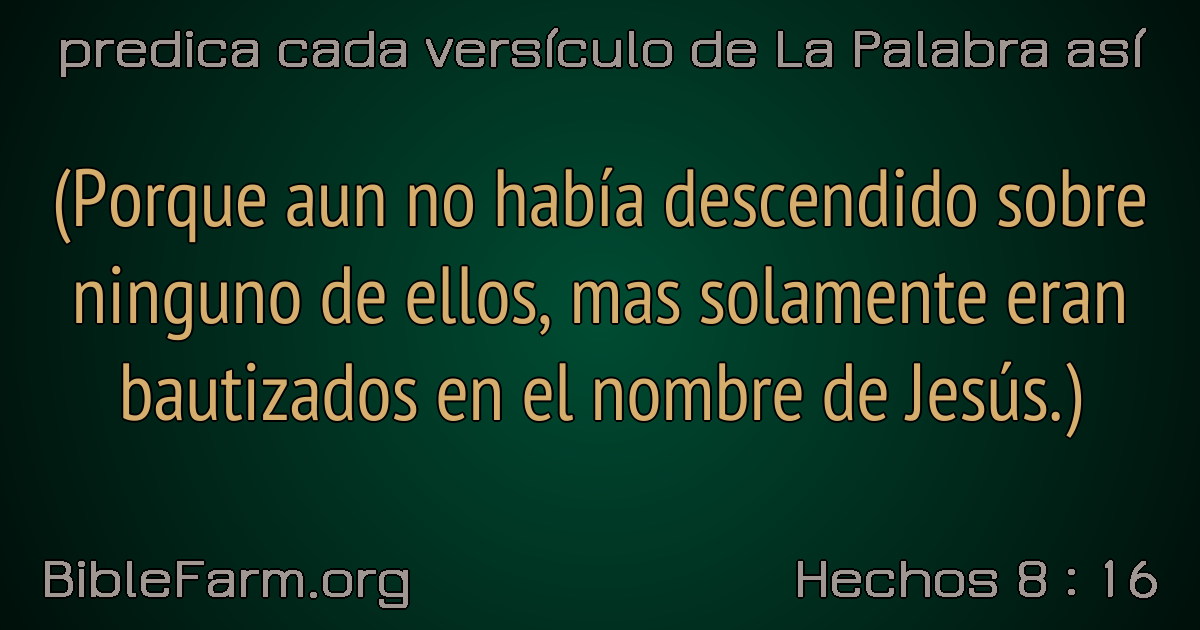 predica cada versículo de La Palabra así
(Porque aun no había descendido sobre
ninguno de ellos, mas solamente eran
bautizados en el nombre de Jesús.)
BibleFarm.org
Hechos 8 : 16